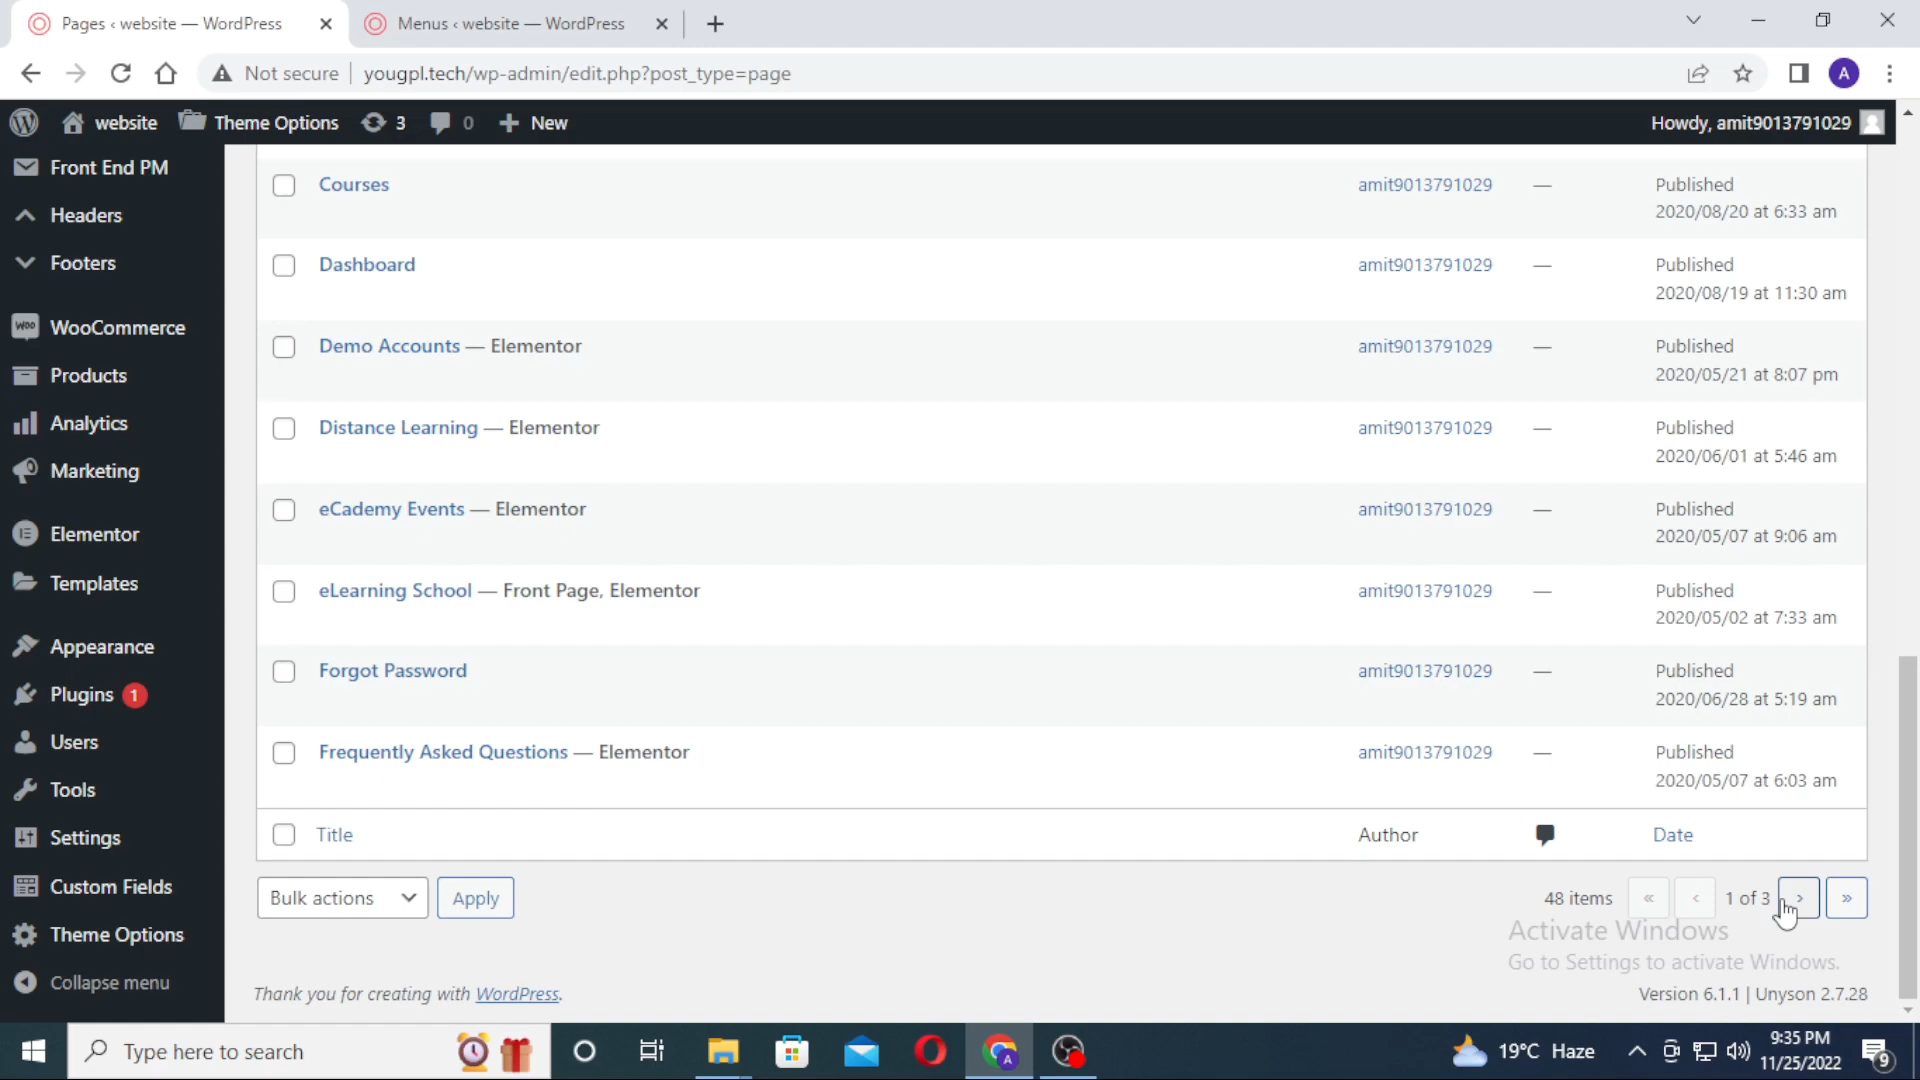 Pages ‹ website — WordPress
Menus ‹ website — WordPress
Not secure
yougpl.tech/wp-admin/edit.php?post_type=page
A
website
Theme Options
3
0
New
Howdy, amit9013791029
Front End PM
Headers
Footers
WooCommerce
Products
Analytics
Marketing
Elementor
Templates
Appearance
Plugins 1
Users
Tools
Settings
Custom Fields
Theme Options
Collapse menu
Courses amit9013791029 — Published
2020/08/20 at 6:33 am
Dashboard amit9013791029 — Published
2020/08/19 at 11:30 am
Demo Accounts — Elementor amit9013791029 — Published
2020/05/21 at 8:07 pm
Distance Learning — Elementor amit9013791029 — Published
2020/06/01 at 5:46 am
eCademy Events — Elementor amit9013791029 — Published
2020/05/07 at 9:06 am
eLearning School — Front Page, Elementor amit9013791029 — Published
2020/05/02 at 7:33 am
Forgot Password amit9013791029 — Published
2020/06/28 at 5:19 am
Frequently Asked Questions — Elementor amit9013791029 — Published
2020/05/07 at 6:03 am
Title Author Date
Bulk actions Apply 48 items « ‹ 1 of 3 › »
Activate Windows
Go to Settings to activate Windows.
Thank you for creating with WordPress.
Version 6.1.1 | Unyson 2.7.28
Type here to search
A
19°C Haze
9:35 PM
11/25/2022
9